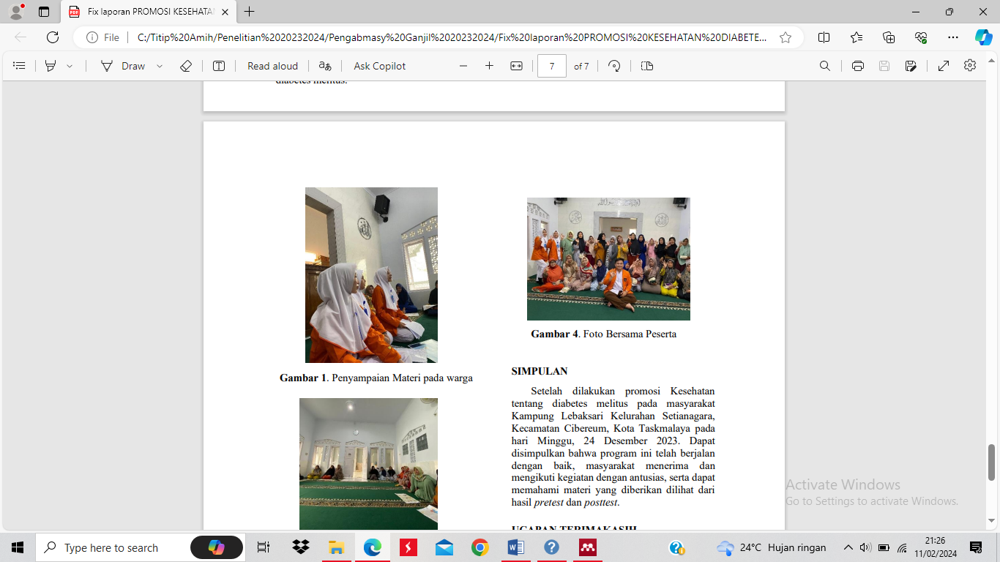 Fix laporan PROMOSI KESEHATA
File
C:/Titip%20Amih/Penelitian%2020232024/Pengabmasy%20Ganjil%2020232024/Fix%20laporan%20PROMOSI%20KESEHATAN%20DIABETE...
Draw
Read aloud
Ask Copilot
7
of 7
diabetes melitus.
Gambar 1. Penyampaian Materi pada warga
Gambar 4. Foto Bersama Peserta
SIMPULAN
Setelah dilakukan promosi Kesehatan
tentang diabetes melitus pada masyarakat
Kampung Lebaksari Kelurahan Setianagara,
Kecamatan Cibereum, Kota Taskmalaya pada
hari Minggu, 24 Desember 2023. Dapat
disimpulkan bahwa program ini telah berjalan
dengan baik, masyarakat menerima dan
mengikuti kegiatan dengan antusias, serta dapat
memahami materi yang diberikan dilihat dari
hasil pretest dan posttest.
UCAPAN TERIMAKASIH
Activate Windows
Go to Settings to activate Windows.
Type here to search
24°C Hujan ringan
21:26
11/02/2024